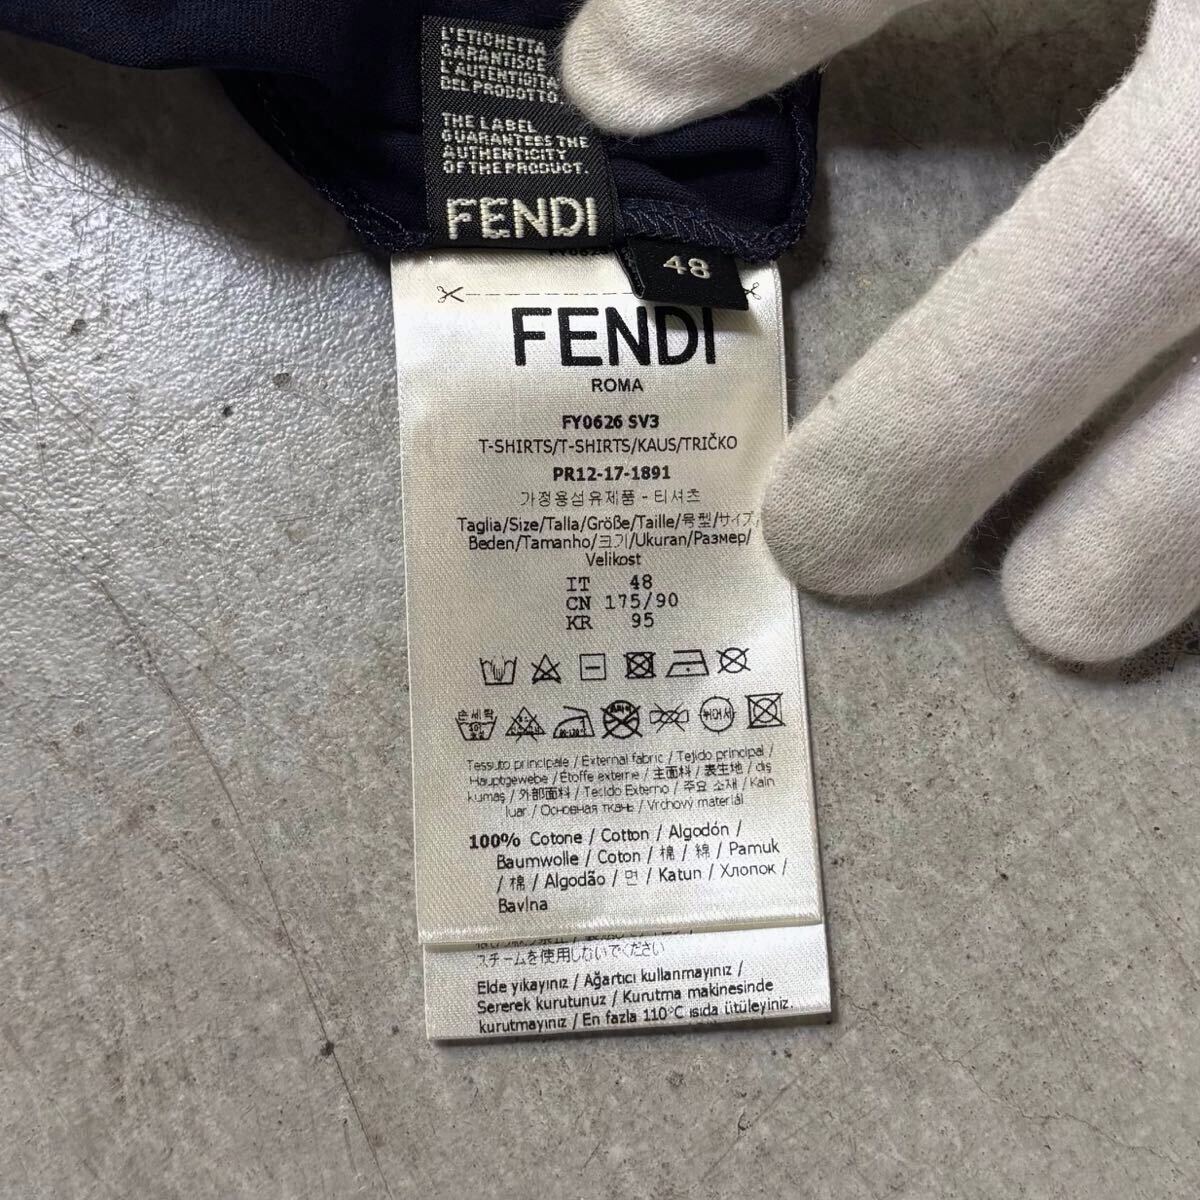 L'ETICHETTA
GARANTISCE
L'AUTENTICITÀ
DEL PRODOTTO.
THE LABEL
GUARANTEES THE
AUTHENTICITY
OF THE PRODUCT.
FENDI
48
FENDI
ROMA
FY0626 SV3
T-SHIRTS/T-SHIRTS/KAUS/TRIČKO
PR12-17-1891
가정용섬유제품 - 티셔츠
Taglia/Size/Talla/Größe/Taille/号型/サイズ/
Beden/Tamanho/크기/Ukuran/Размер/
Velikost
IT 48
CN 175/90
KR 95
손세탁
Tessuto principale / External fabric / Tejido principal /
Hauptgewebe / Étoffe externe / 主面料 / 表生地 / dış
kumaş / 外部面料 / Tecido Externo / 주요 소재 / Kain
luar / Основная ткань / Vrchový materiál
100% Cotone / Cotton / Algodón /
Baumwolle / Coton / 棉 / 綿 / Pamuk
/ 棉 / Algodão / 면 / Katun / Хлопок /
Bavlna
スチームを使用しないでください
Elde yıkayınız / Ağartıcı kullanmayınız /
Sererek kurutunuz / Kurutma makinesinde
kurutmayınız / En fazla 110°C ısıda ütüleyiniz.